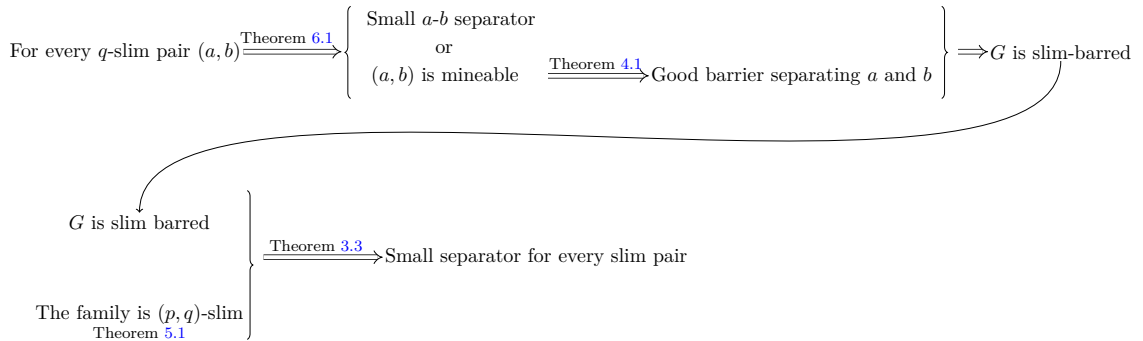 Small a-b separator
For every q-slim pair (a, b) Theorem 6.1 or G is slim-barred
(a, b) is mineable Theorem 4.1 Good barrier separating a and b
G is slim barred
Theorem 3.3 Small separator for every slim pair
The family is (p, q)-slim
Theorem 5.1